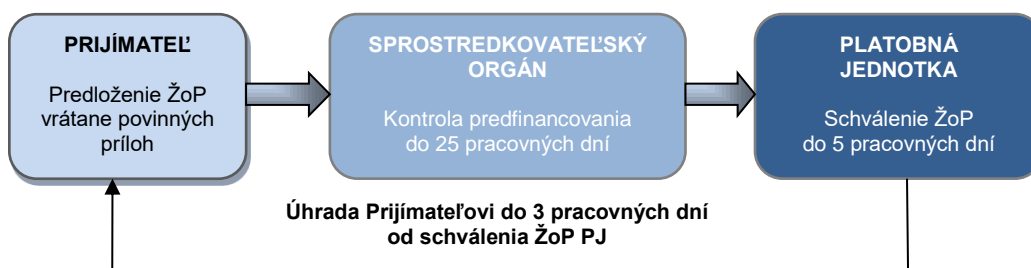 PRIJÍMATEĽ
Predloženie ŽoP
vrátane povinných
príloh
SPROSTREDKOVATEĽSKÝ
ORGÁN
Kontrola predfinancovania
do 25 pracovných dní
PLATOBNÁ
JEDNOTKA
Schválenie ŽoP
do 5 pracovných dní
Úhrada Prijímateľovi do 3 pracovných dní
od schválenia ŽoP PJ